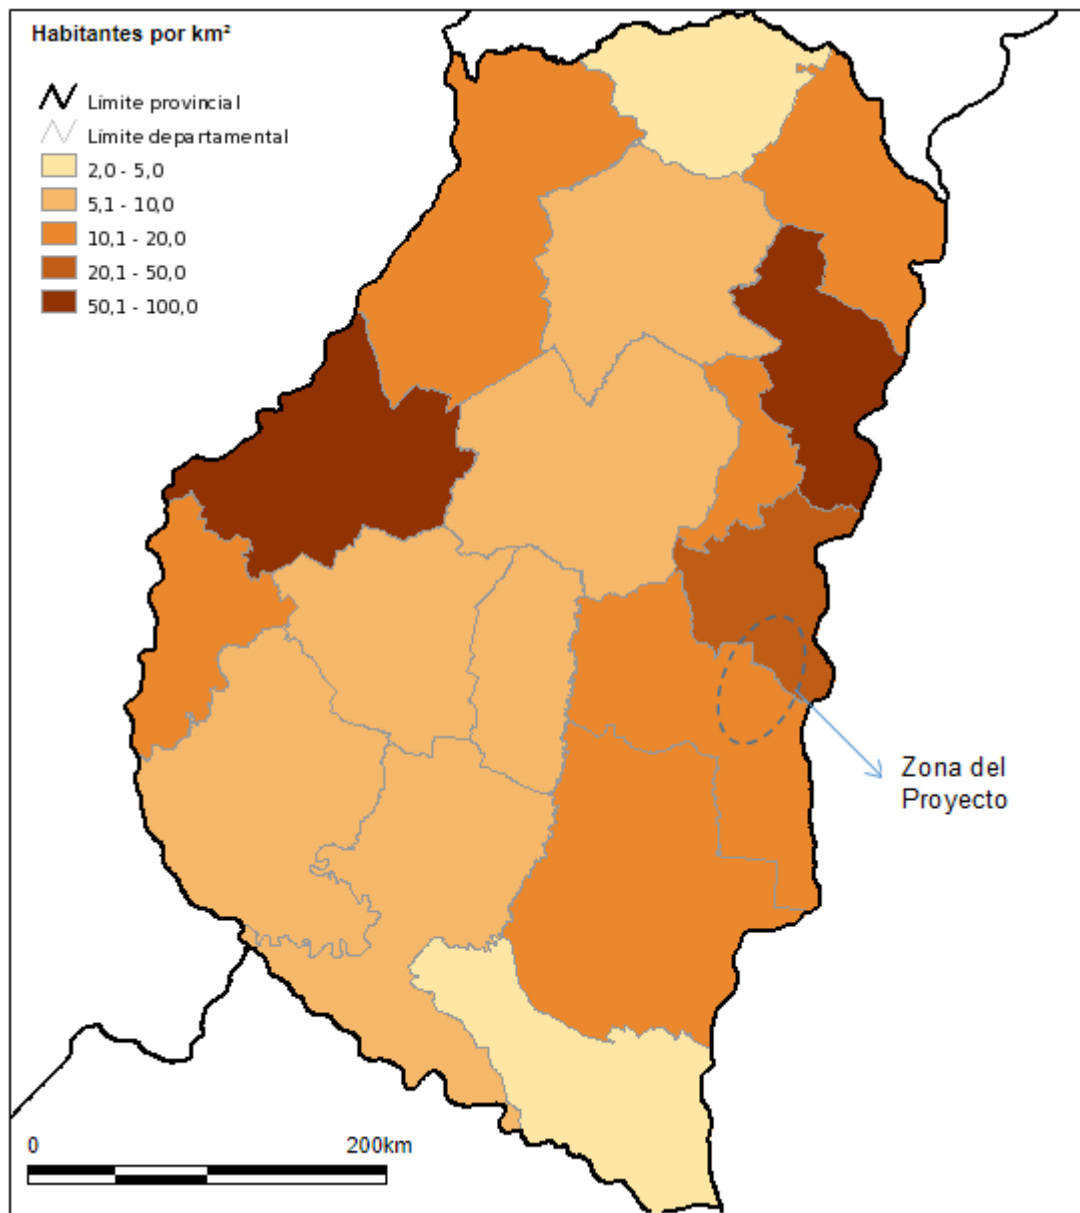 Habitantes por km²
Límite provincial
Límite departamental
2,0 - 5,0
5,1 - 10,0
10,1 - 20,0
20,1 - 50,0
50,1 - 100,0
Zona del
Proyecto
0 200km